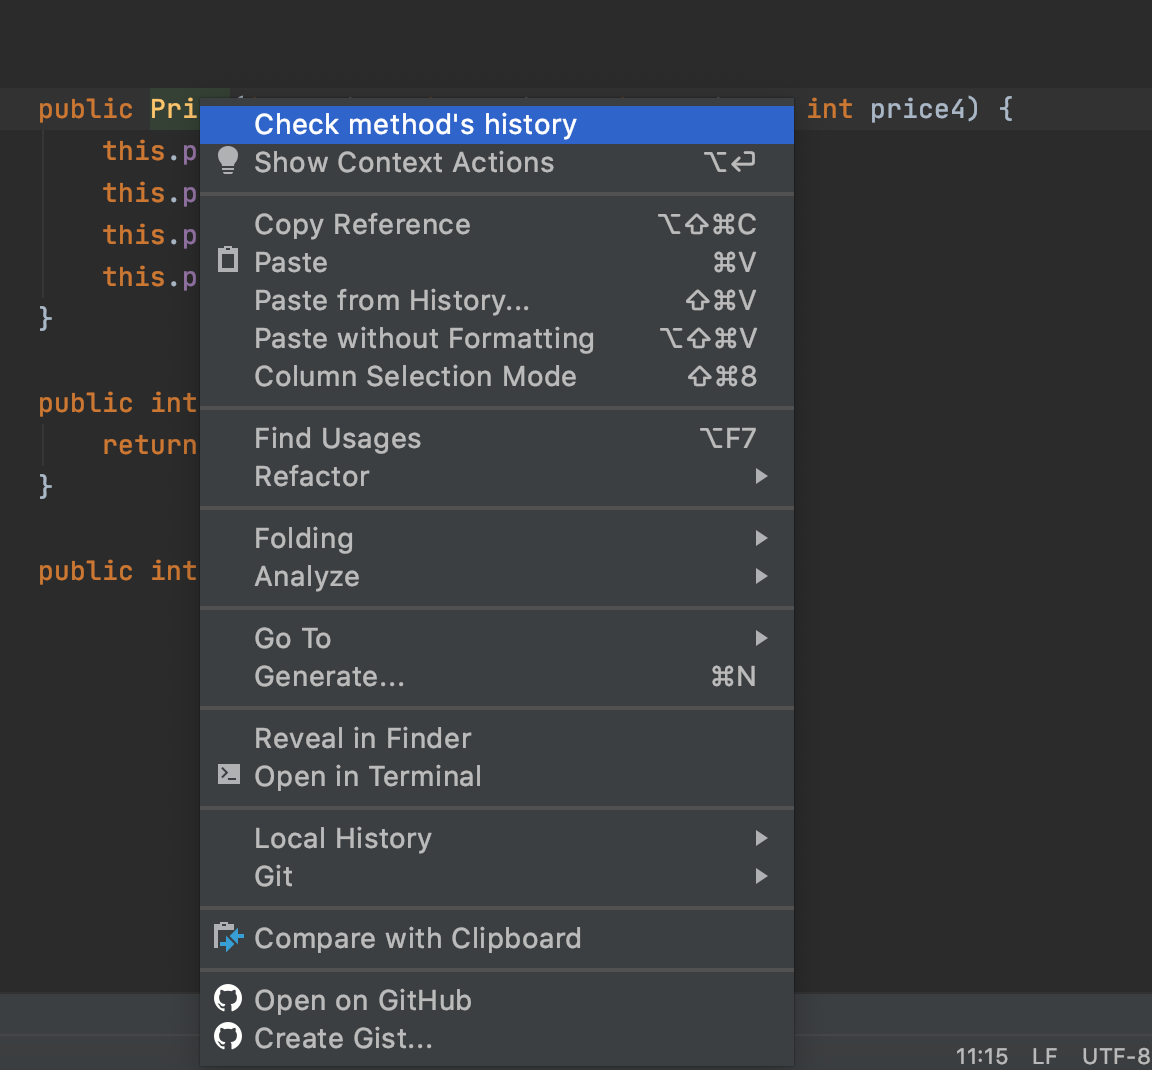 public Pri int price4) {
Check method's history
this.p
Show Context Actions ⌥↩
this.p
Copy Reference ⌥⇧⌘C
this.p
Paste ⌘V
this.p
Paste from History... ⇧⌘V
}
Paste without Formatting ⌥⇧⌘V
Column Selection Mode ⇧⌘8
public int
Find Usages ⌥F7
return
Refactor
}
Folding
public int
Analyze
Go To
Generate... ⌘N
Reveal in Finder
Open in Terminal
Local History
Git
Compare with Clipboard
Open on GitHub
Create Gist...
11:15 LF UTF-8